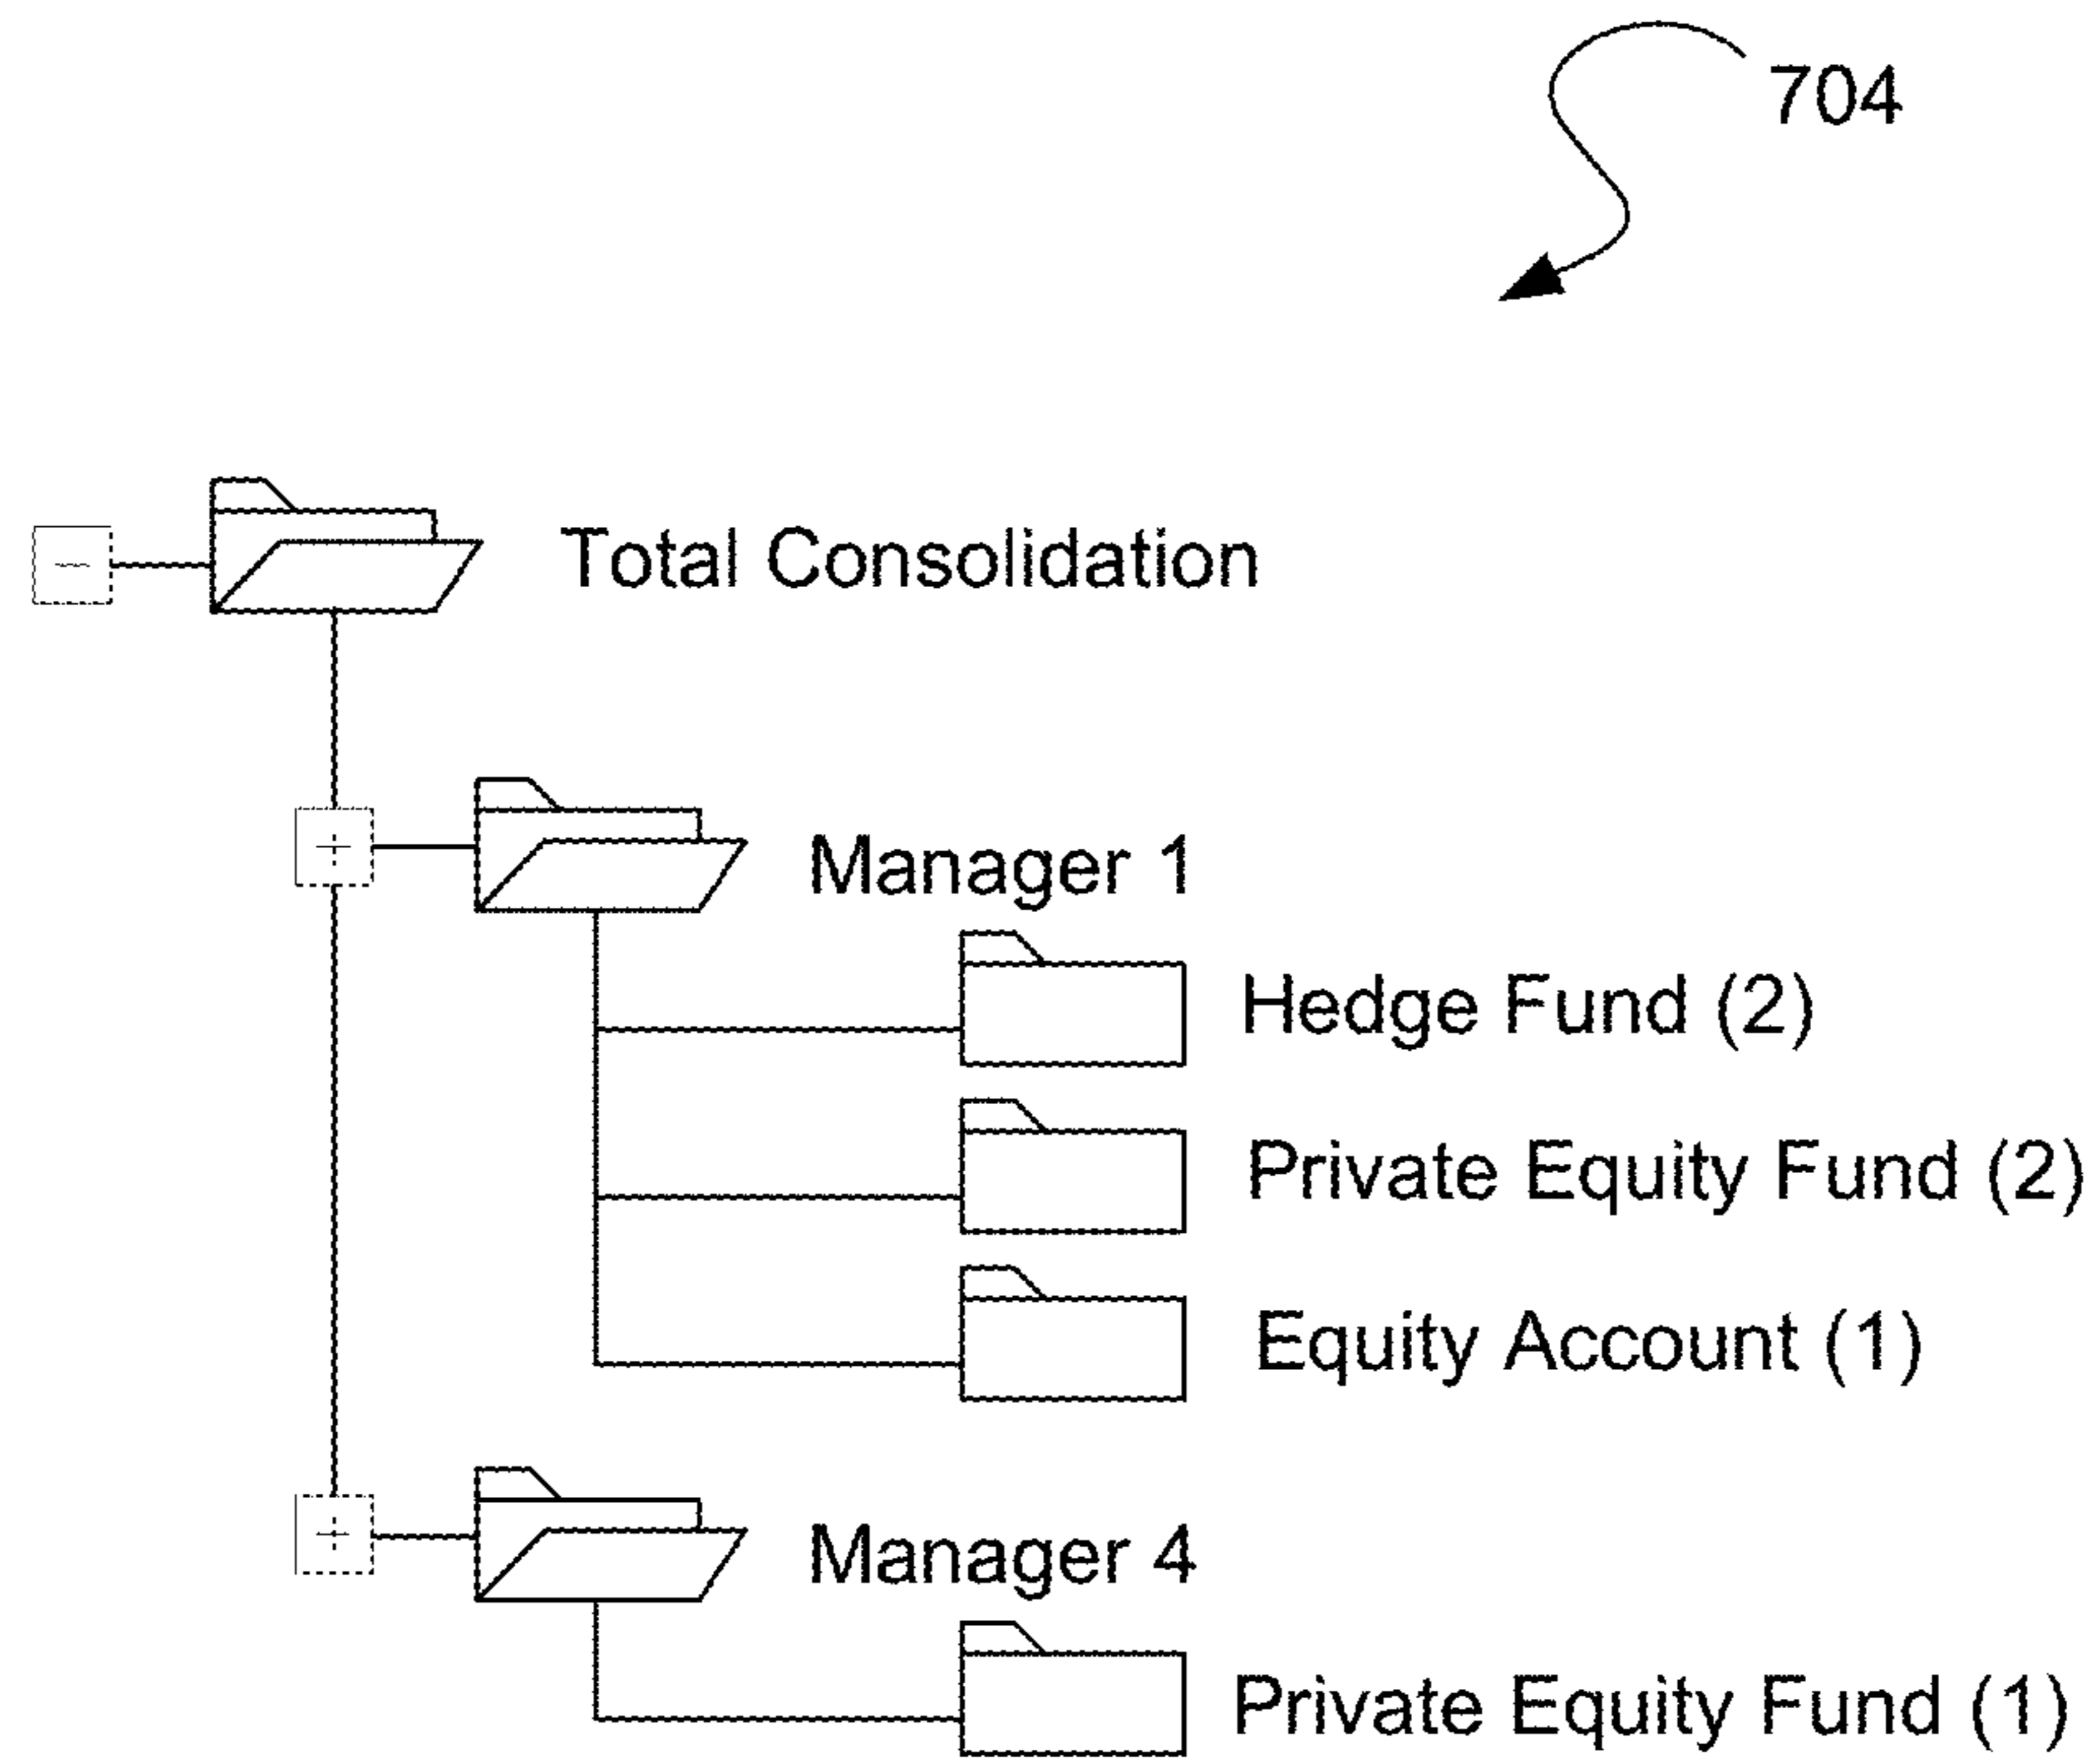 704
Total Consolidation
Manager 1
Hedge Fund (2)
Private Equity Fund (2)
Equity Account (1)
Manager 4
Private Equity Fund (1)